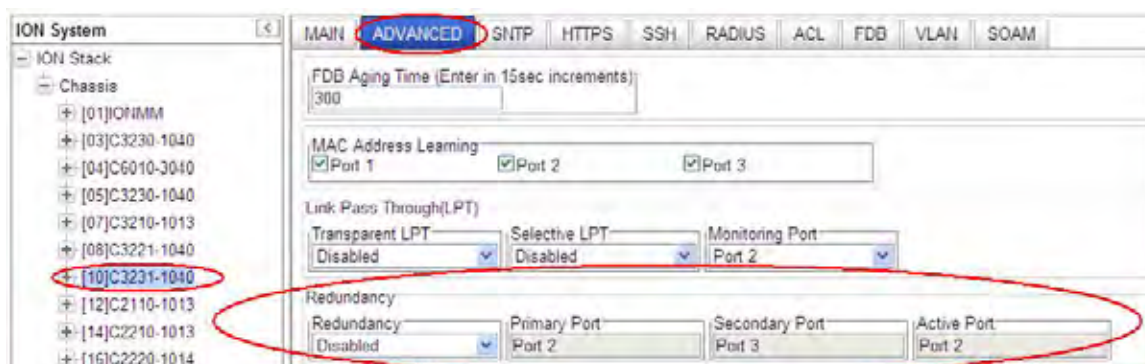 ION System
ION Stack
Chassis
[01]IONMM
[03]C3230-1040
[04]C6010-3040
[05]C3230-1040
[07]C3210-1013
[08]C3221-1040
[10]C3231-1040
[12]C2110-1013
[14]C2210-1013
[16]C2220-1014
MAIN ADVANCED SNTP HTTPS SSH RADIUS ACL FDB VLAN SOAM
FDB Aging Time (Enter in 15sec increments)
300
MAC Address Learning
Port 1 Port 2 Port 3
Link Pass Through(LPT)
Transparent LPT Selective LPT Monitoring Port
Disabled Disabled Port 2
Redundancy
Redundancy Primary Port Secondary Port Active Port
Disabled Port 2 Port 3 Port 2